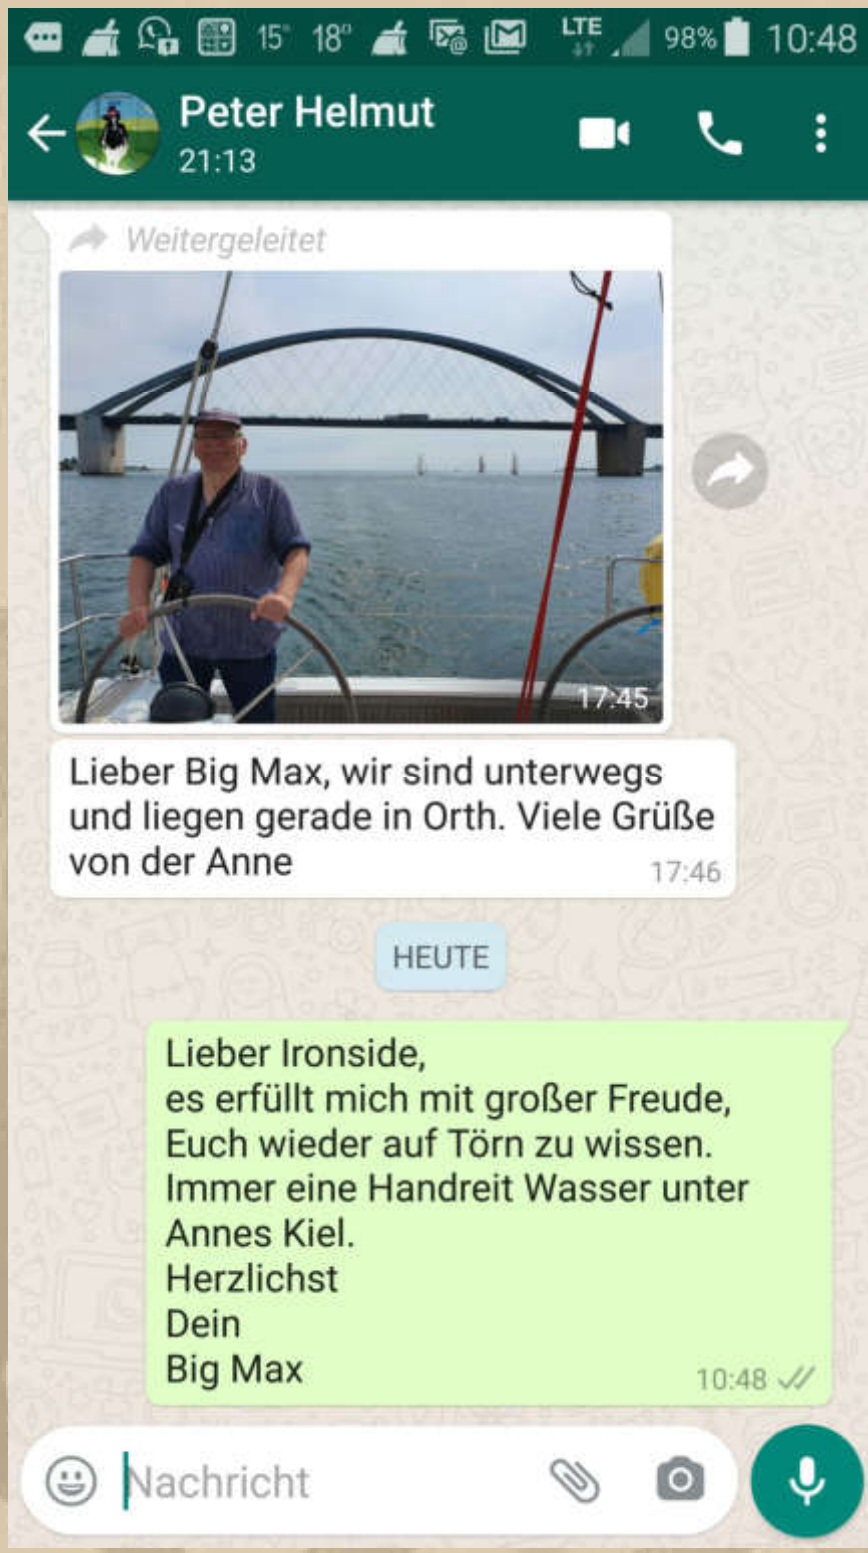 15° 18° LTE 98% 10:48
Peter Helmut
21:13
Weitergeleitet
17:45
Lieber Big Max, wir sind unterwegs
und liegen gerade in Orth. Viele Grüße
von der Anne
17:46
HEUTE
Lieber Ironside,
es erfüllt mich mit großer Freude,
Euch wieder auf Törn zu wissen.
Immer eine Handreit Wasser unter
Annes Kiel.
Herzlichst
Dein
Big Max
10:48
Nachricht